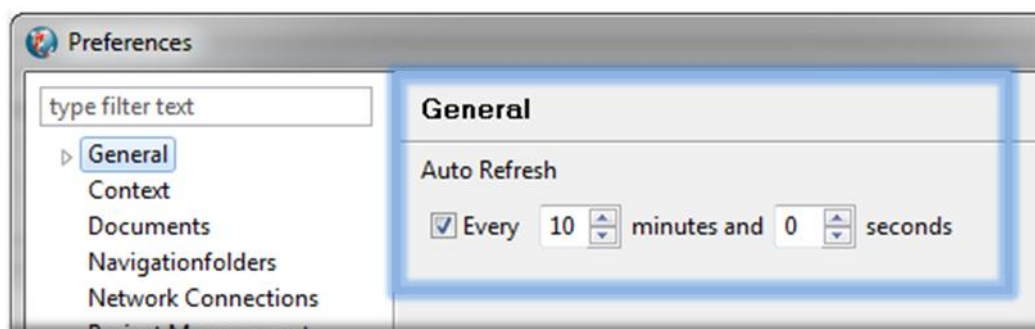 Preferences
type filter text
General
Context
Documents
Navigationfolders
Network Connections
General
Auto Refresh
Every 10 minutes and 0 seconds